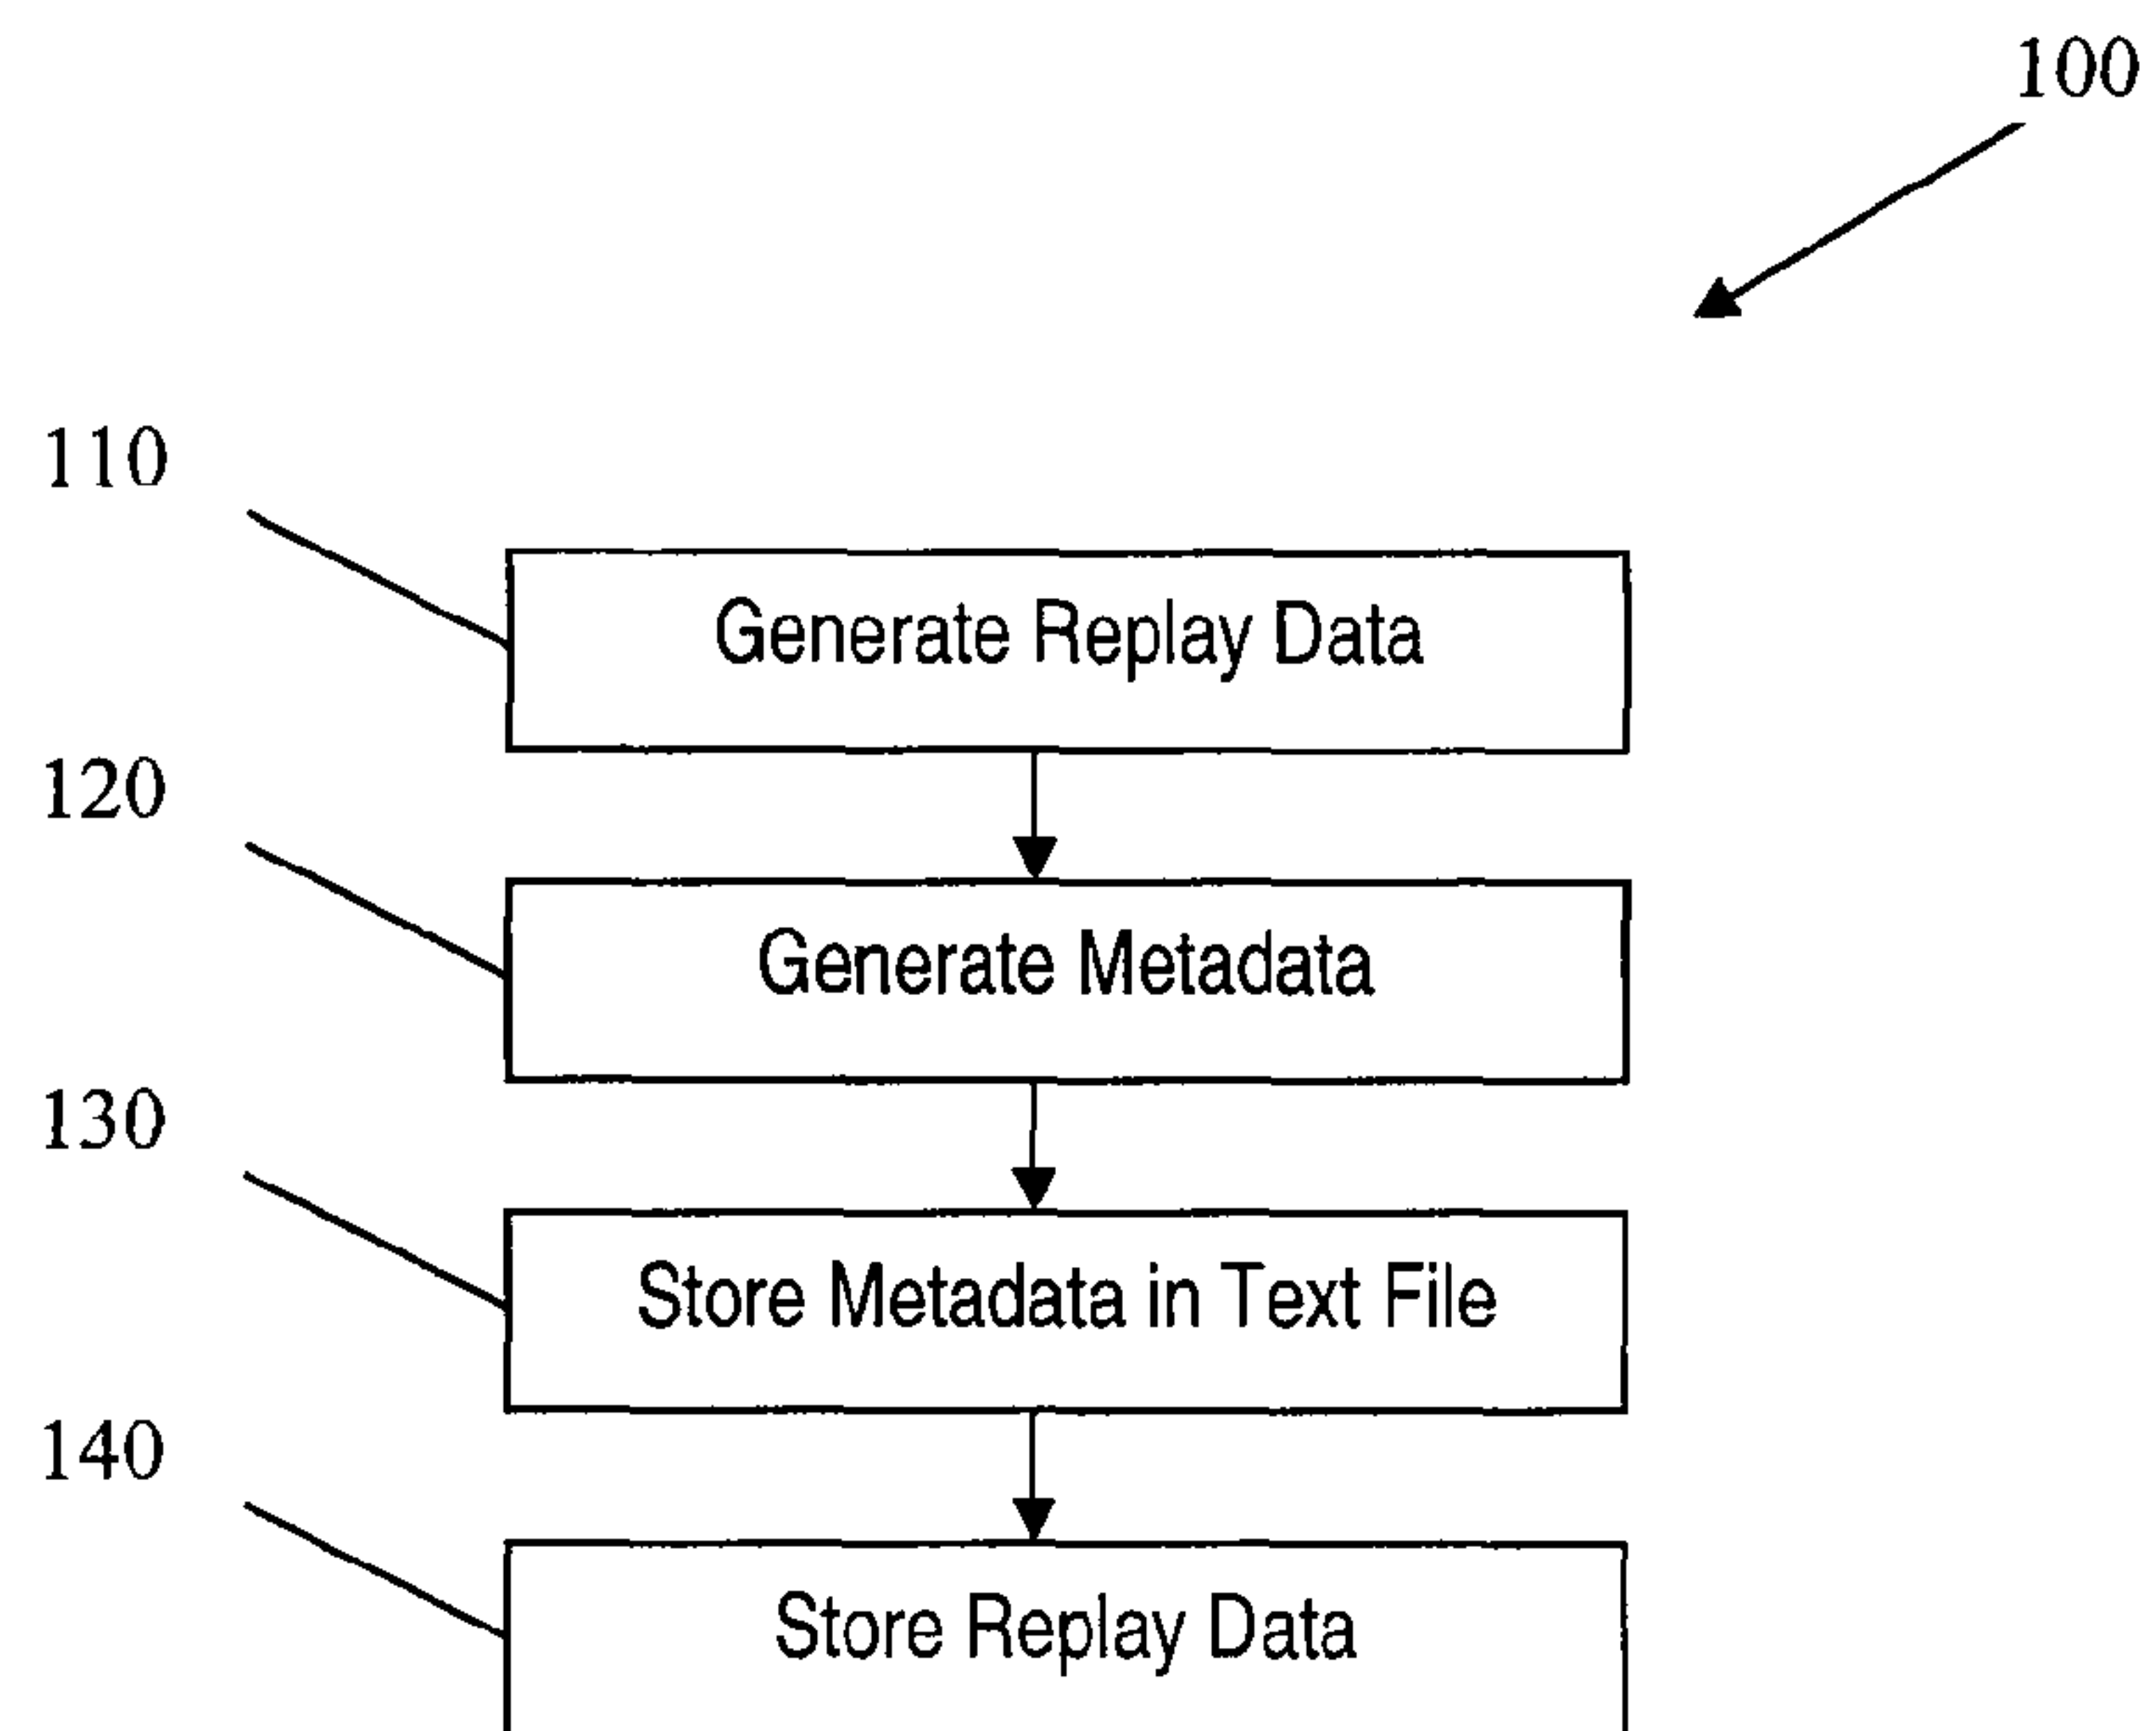 100
110
Generate Replay Data
120
Generate Metadata
130
Store Metadata in Text File
140
Store Replay Data